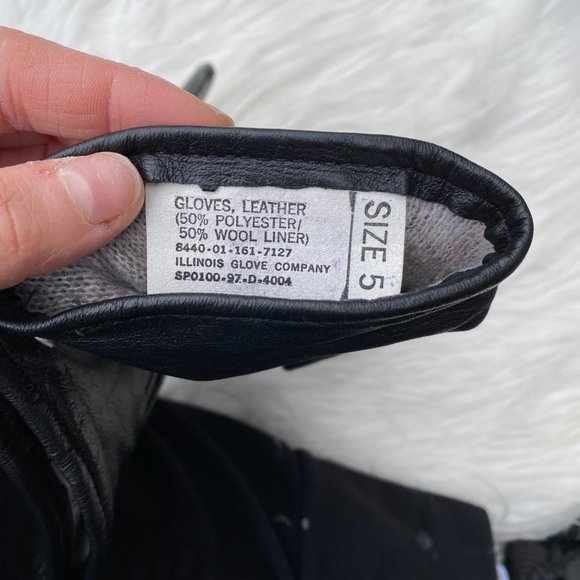 GLOVES, LEATHER
(50% POLYESTER/
50% WOOL LINER)
8440-01-161-7127
ILLINOIS GLOVE COMPANY
SP0100-97-D-4004
SIZE 5